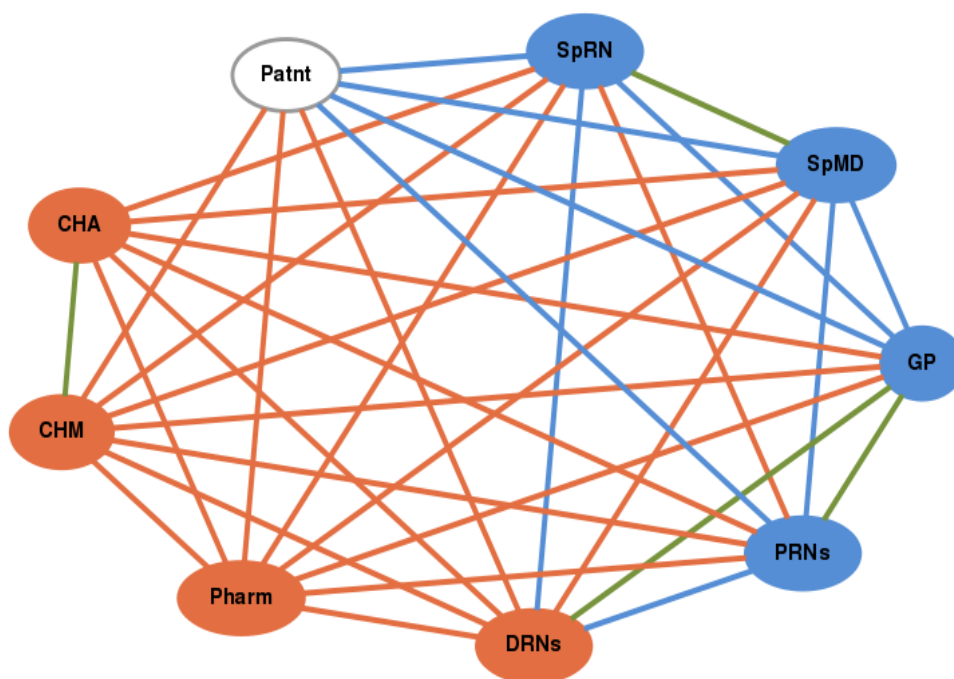 SpRN
Patnt
SpMD
CHA
GP
CHM
PRNs
Pharm
DRNs